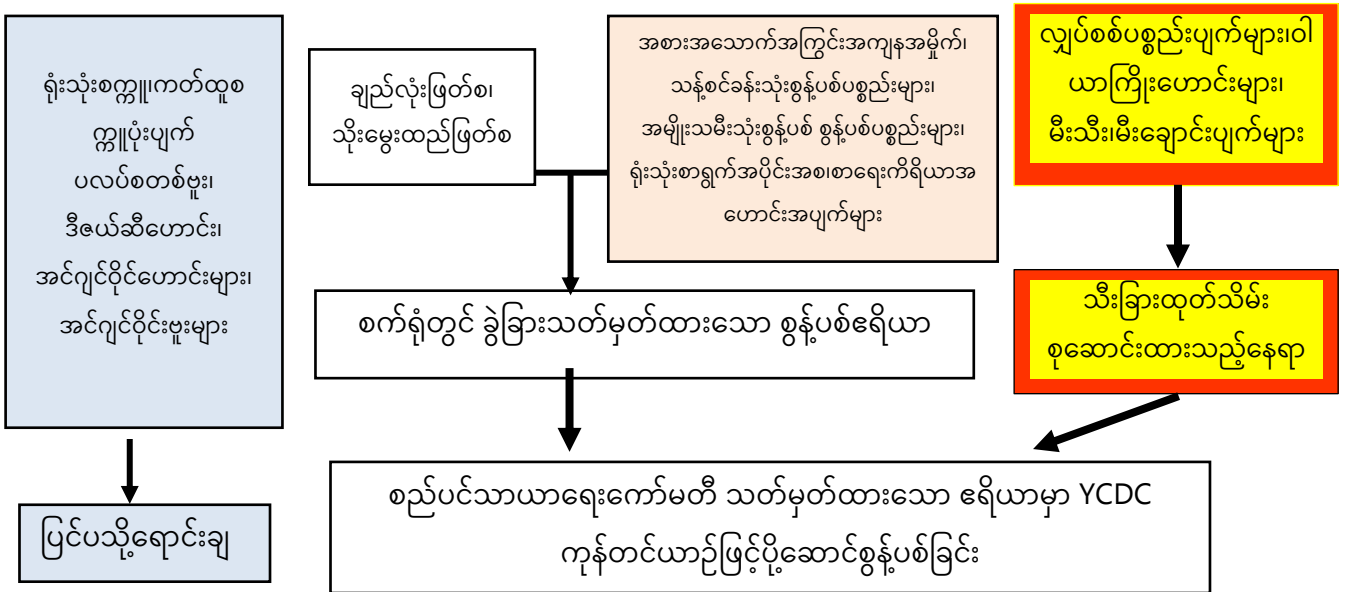 ရုံးသုံးစက္ကူ၊ကတ်ထူစ
က္ကူပုံးပျက်
ပလပ်စတစ်ဗူး၊
ဒီဇယ်ဆီဟောင်း၊
အင်ဂျင်ဝိုင်ဟောင်းများ၊
အင်ဂျင်ဝိုင်းဗူးများ
ပြင်ပသို့ရောင်းချ
ချည်လုံးဖြတ်စ၊
သိုးမွေးထည်ဖြတ်စ
အစားအသောက်အကြွင်းအကျနအမှိုက်၊
သန့်စင်ခန်းသုံးစွန့်ပစ်ပစ္စည်းများ၊
အမျိုးသမီးသုံးစွန့်ပစ် စွန့်ပစ်ပစ္စည်းများ၊
ရုံးသုံးစာရွက်အပိုင်းအစ၊စာရေးကိရိယာအ
ဟောင်းအပျက်များ
စက်ရုံတွင် ခွဲခြားသတ်မှတ်ထားသော စွန့်ပစ်ဧရိယာ
လျှပ်စစ်ပစ္စည်းပျက်များ၊ဝါ
ယာကြိုးဟောင်းများ၊
မီးသီး၊မီးချောင်းပျက်များ
သီးခြားထုတ်သိမ်း
စုဆောင်းထားသည့်နေရာ
စည်ပင်သာယာရေးကော်မတီ သတ်မှတ်ထားသော ဧရိယာမှာ YCDC
ကုန်တင်ယာဉ်ဖြင့်ပို့ဆောင်စွန့်ပစ်ခြင်း